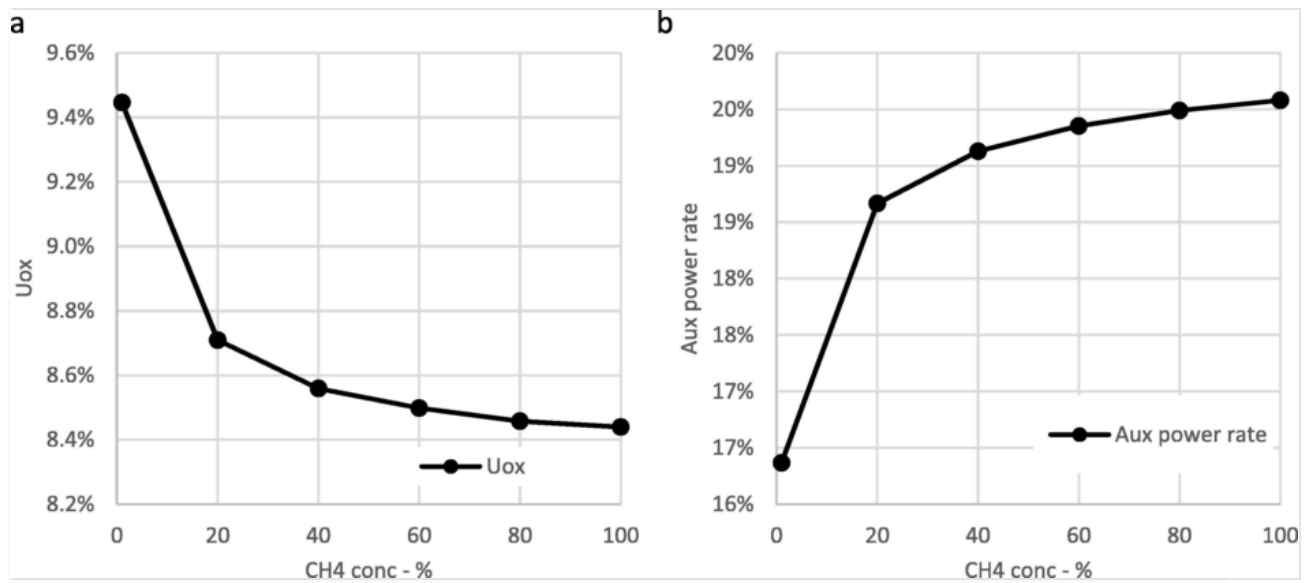 a
9.6%
9.4%
9.2%
9.0%
8.8%
8.6%
8.4%
8.2%
Uox
0 20 40 60 80 100
CH4 conc - %
Uox
b
20%
20%
19%
19%
18%
18%
17%
17%
16%
Aux power rate
0 20 40 60 80 100
CH4 conc - %
Aux power rate